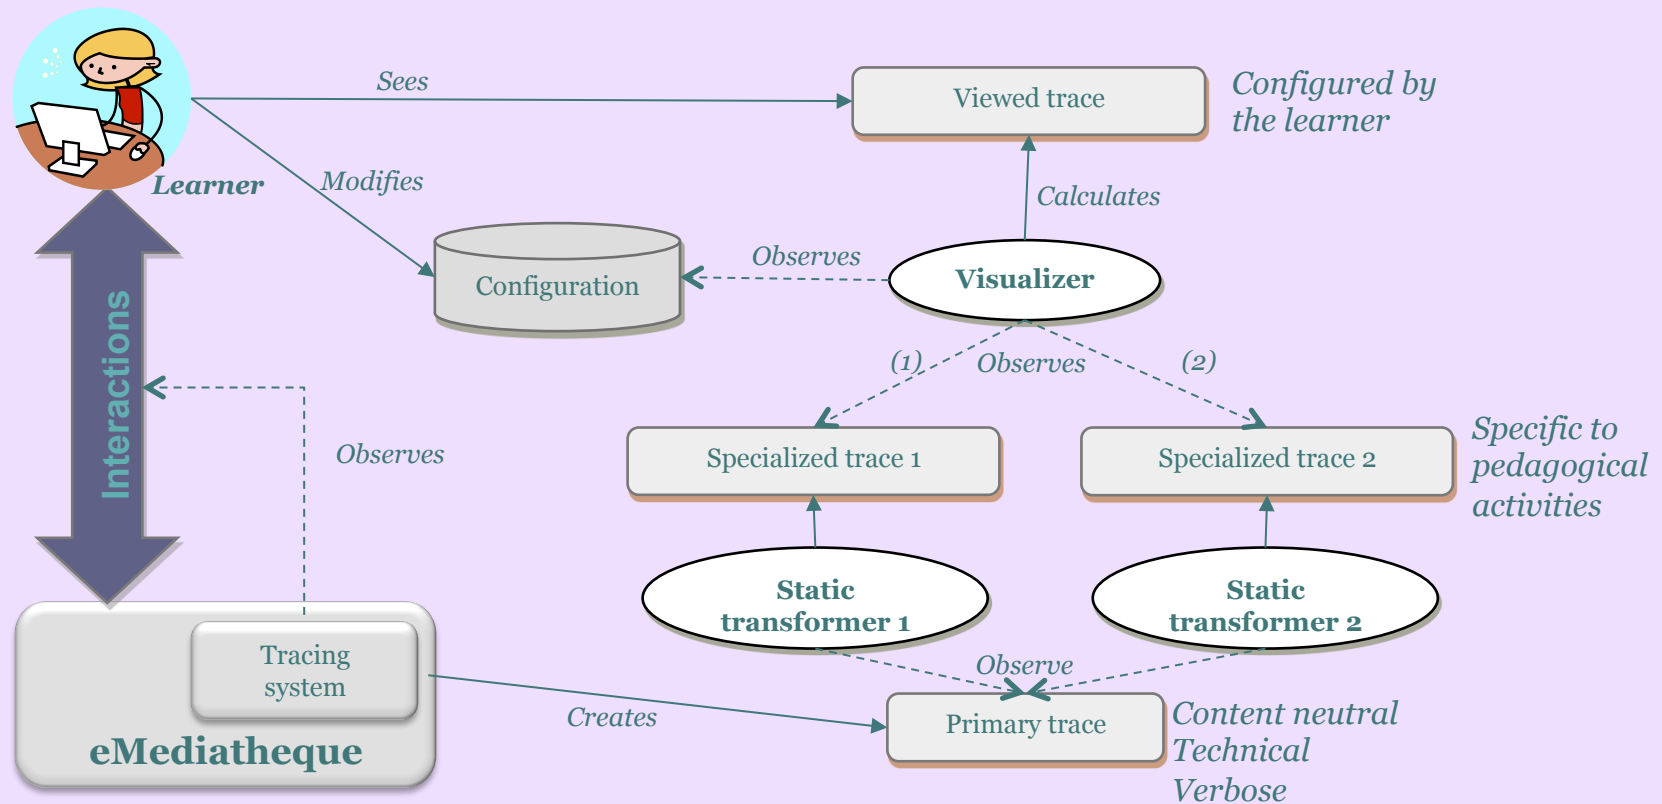 Sees
Viewed trace
Configured by
the learner
Learner
Modifies
Calculates
Configuration
Observes
Visualizer
Interactions
(1)
Observes
(2)
Observes
Specialized trace 1
Specialized trace 2
Specific to
pedagogical
activities
Static
transformer 1
Static
transformer 2
Tracing
system
Observe
Creates
Primary trace
Content neutral
Technical
Verbose
eMediatheque